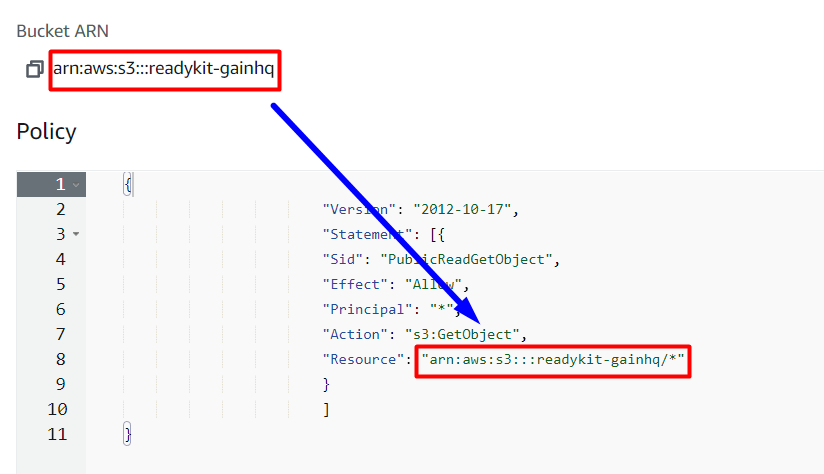 Bucket ARN
arn:aws:s3:::readykit-gainhq
Policy
1 {
2 "Version": "2012-10-17",
3 "Statement": [{
4 "Sid": "PublicReadGetObject",
5 "Effect": "Allow",
6 "Principal": "*",
7 "Action": "s3:GetObject",
8 "Resource": "arn:aws:s3:::readykit-gainhq/*"
9 }
10 ]
11 }